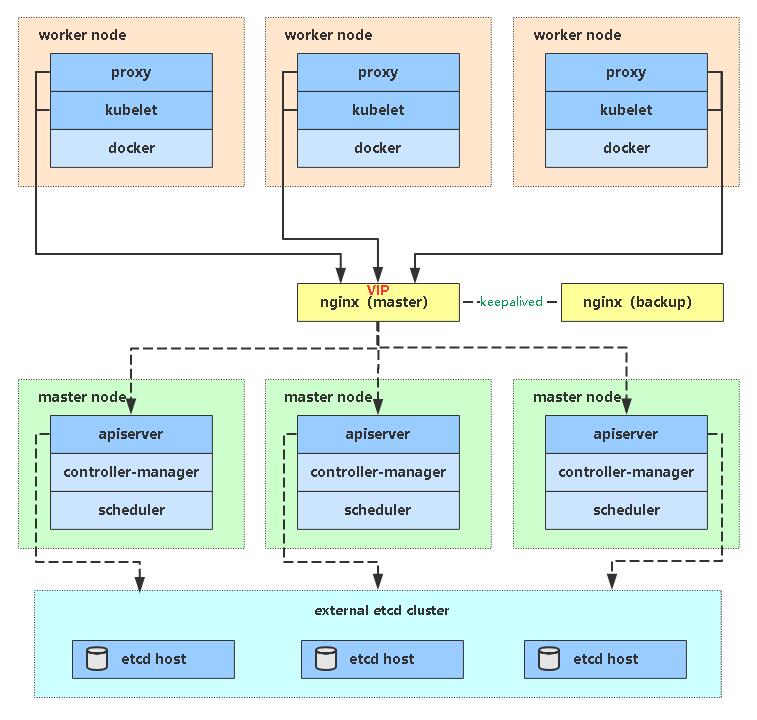 worker node
worker node
worker node
proxy
proxy
proxy
kubelet
kubelet
kubelet
docker
docker
docker
VIP
nginx (master)
keepalived
nginx (backup)
master node
master node
master node
apiserver
apiserver
apiserver
controller-manager
controller-manager
controller-manager
scheduler
scheduler
scheduler
external etcd cluster
etcd host
etcd host
etcd host